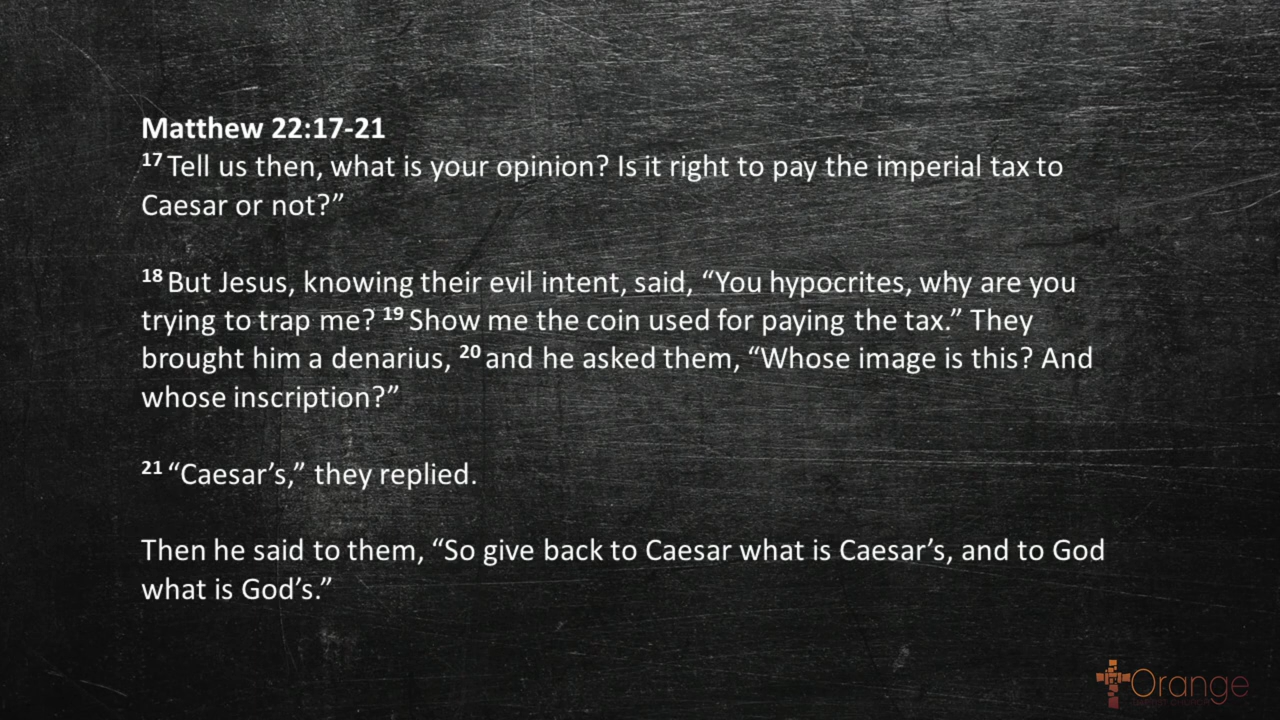 Matthew 22:17-21
17 Tell us then, what is your opinion? Is it right to pay the imperial tax to
Caesar or not?”
18 But Jesus, knowing their evil intent, said, “You hypocrites, why are you
trying to trap me? 19 Show me the coin used for paying the tax.” They
brought him a denarius, 20 and he asked them, “Whose image is this? And
whose inscription?”
21 “Caesar’s,” they replied.
Then he said to them, “So give back to Caesar what is Caesar’s, and to God
what is God’s.”
Orange